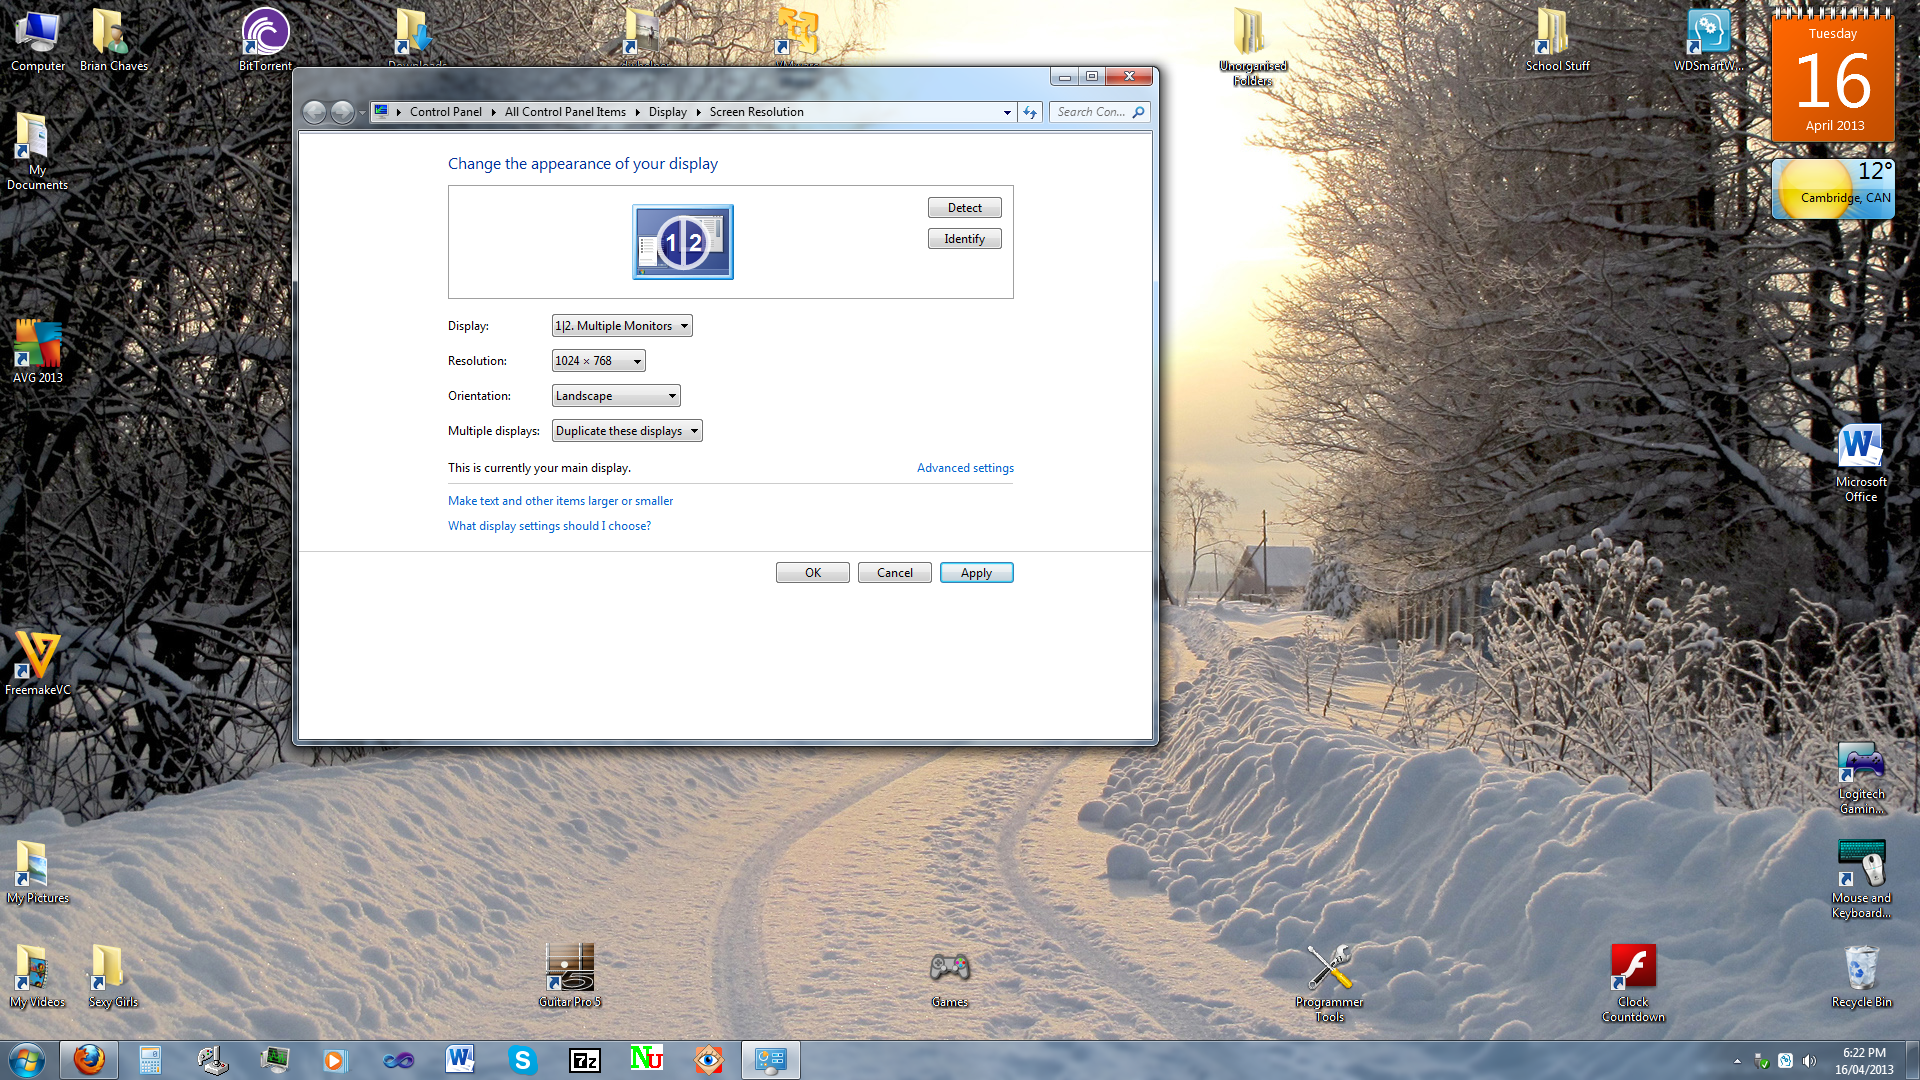 Computer
Brian Chaves
BitTorrent
Downloads
Unorganised
Folders
School Stuff
WDSmartW...
Tuesday
16
April 2013
12°
Cambridge, CAN
My
Documents
AVG 2013
FreemakeVC
My Pictures
My Videos
Sexy Girls
Control Panel
All Control Panel Items
Display
Screen Resolution
Search Con...
Change the appearance of your display
1|2
Detect
Identify
Display:
1|2. Multiple Monitors
Resolution:
1024 × 768
Orientation:
Landscape
Multiple displays:
Duplicate these displays
This is currently your main display.
Advanced settings
Make text and other items larger or smaller
What display settings should I choose?
OK
Cancel
Apply
Microsoft
Office
Logitech
Gamin...
Mouse and
Keyboard...
Guitar Pro 5
Games
Programmer
Tools
Clock
Countdown
Recycle Bin
7z
NU
6:22 PM
16/04/2013